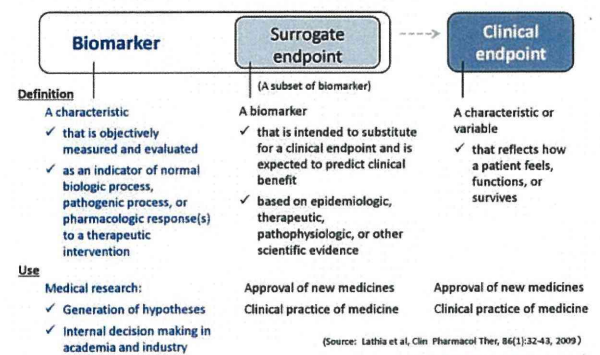 Biomarker
Surrogate
endpoint
Clinical
endpoint
(A subset of biomarker)
Definition
A characteristic
✓ that is objectively
measured and evaluated
✓ as an indicator of normal
biologic process,
pathogenic process, or
pharmacologic response(s)
to a therapeutic
intervention
A biomarker
✓ that is intended to substitute
for a clinical endpoint and is
expected to predict clinical
benefit
✓ based on epidemiologic,
therapeutic,
pathophysiologic, or other
scientific evidence
A characteristic or
variable
✓ that reflects how
a patient feels,
functions, or
survives
Use
Medical research:
✓ Generation of hypotheses
✓ Internal decision making in
academia and industry
Approval of new medicines
Clinical practice of medicine
Approval of new medicines
Clinical practice of medicine
(Source: Lathia et al, Clin Pharmacol Ther, 86(1):32-43, 2009)